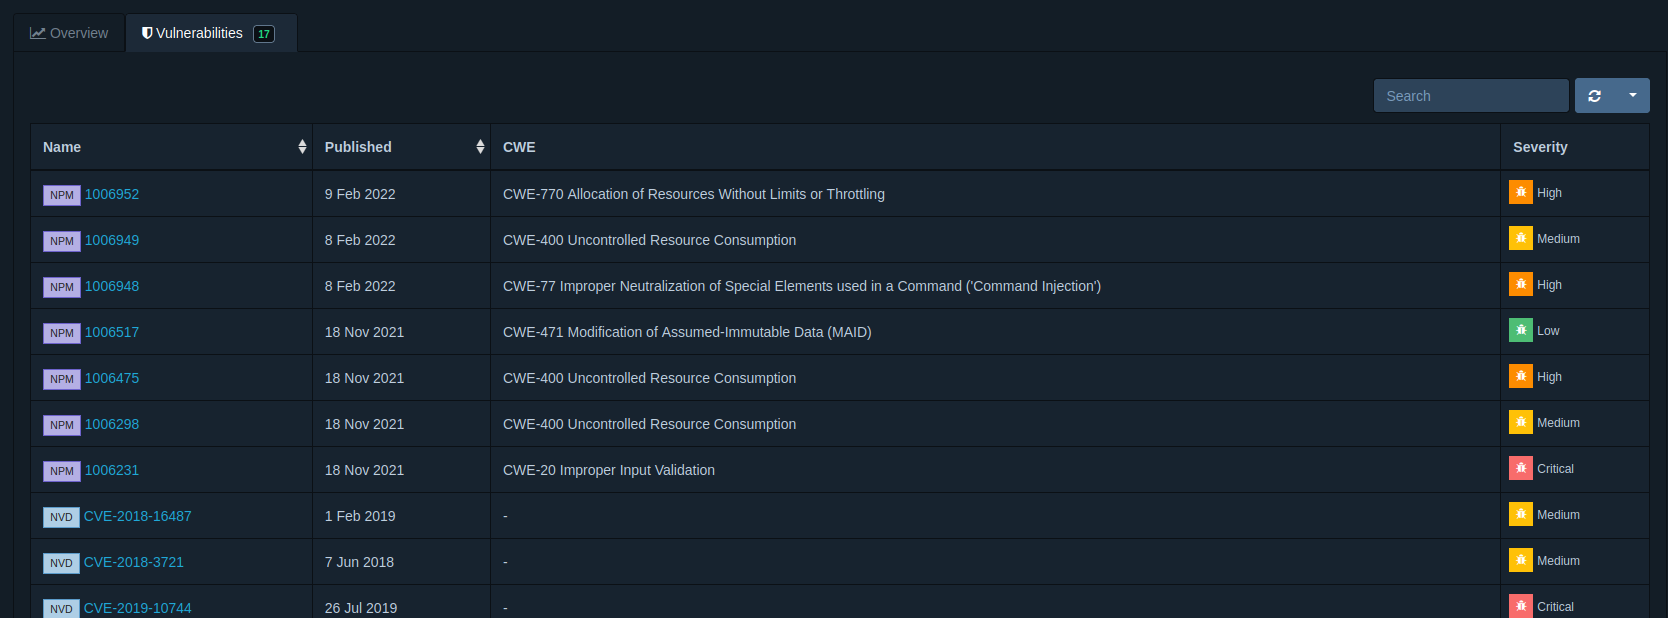 Overview Vulnerabilities 17
Search
Name Published CWE Severity
NPM 1006952 9 Feb 2022 CWE-770 Allocation of Resources Without Limits or Throttling High
NPM 1006949 8 Feb 2022 CWE-400 Uncontrolled Resource Consumption Medium
NPM 1006948 8 Feb 2022 CWE-77 Improper Neutralization of Special Elements used in a Command ('Command Injection') High
NPM 1006517 18 Nov 2021 CWE-471 Modification of Assumed-Immutable Data (MAID) Low
NPM 1006475 18 Nov 2021 CWE-400 Uncontrolled Resource Consumption High
NPM 1006298 18 Nov 2021 CWE-400 Uncontrolled Resource Consumption Medium
NPM 1006231 18 Nov 2021 CWE-20 Improper Input Validation Critical
NVD CVE-2018-16487 1 Feb 2019 - Medium
NVD CVE-2018-3721 7 Jun 2018 - Medium
NVD CVE-2019-10744 26 Jul 2019 - Critical